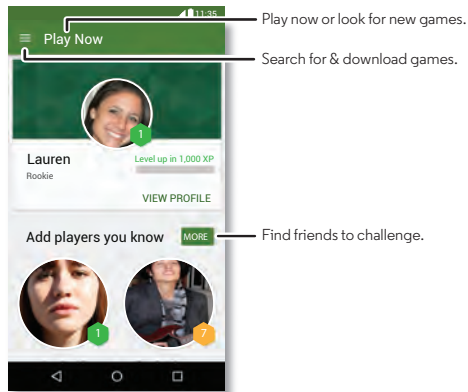 11:35
Play Now
Play now or look for new games.
Search for & download games.
1
Lauren
Level up in 1,000 XP
Rookie
VIEW PROFILE
Add players you know
MORE
Find friends to challenge.
1
7